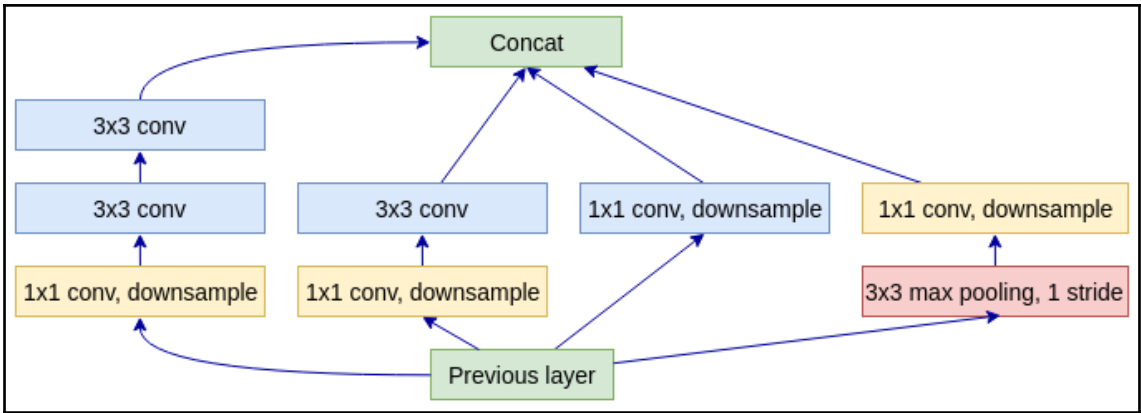 Concat
3x3 conv
3x3 conv
3x3 conv
1x1 conv, downsample
1x1 conv, downsample
1x1 conv, downsample
1x1 conv, downsample
3x3 max pooling, 1 stride
Previous layer